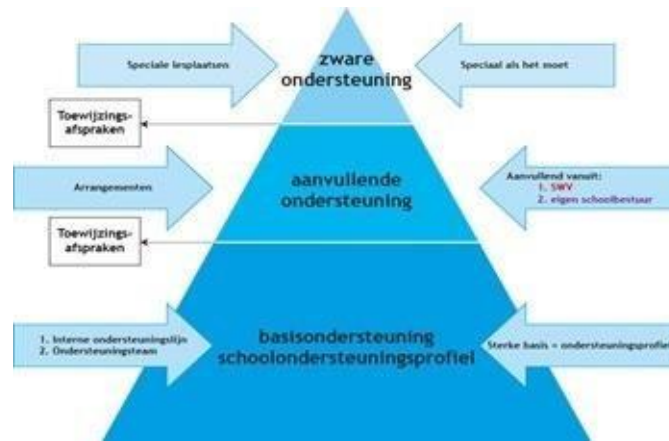 zware
ondersteuning
Speciale lesplaatsen
Speciaal als het moet
Toewijzings-
afspraken
aanvullende
ondersteuning
Arrangementen
Aanvullend vanuit:
1. SWV
2. eigen schoolbestuur
Toewijzings-
afspraken
basisondersteuning
schoolondersteuningsprofiel
1. Interne ondersteuningslijn
2. Ondersteuningsteam
Sterke basis = ondersteuningsprofiel